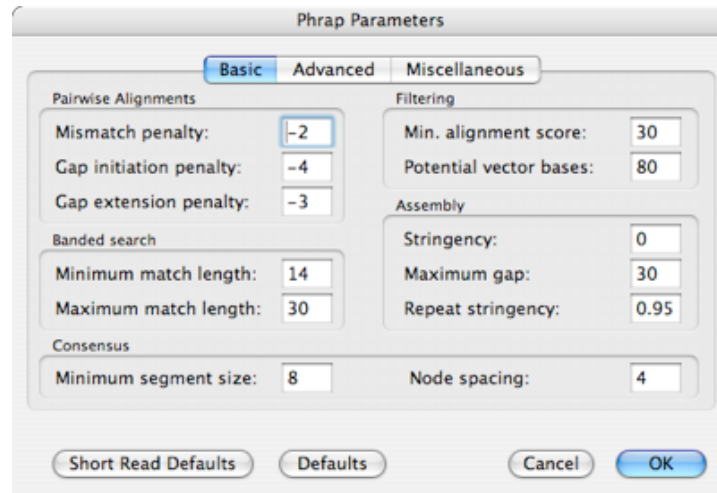 Phrap Parameters
Basic Advanced Miscellaneous
Pairwise Alignments
Mismatch penalty: -2
Gap initiation penalty: -4
Gap extension penalty: -3
Filtering
Min. alignment score: 30
Potential vector bases: 80
Banded search
Minimum match length: 14
Maximum match length: 30
Assembly
Stringency: 0
Maximum gap: 30
Repeat stringency: 0.95
Consensus
Minimum segment size: 8 Node spacing: 4
Short Read Defaults Defaults Cancel OK